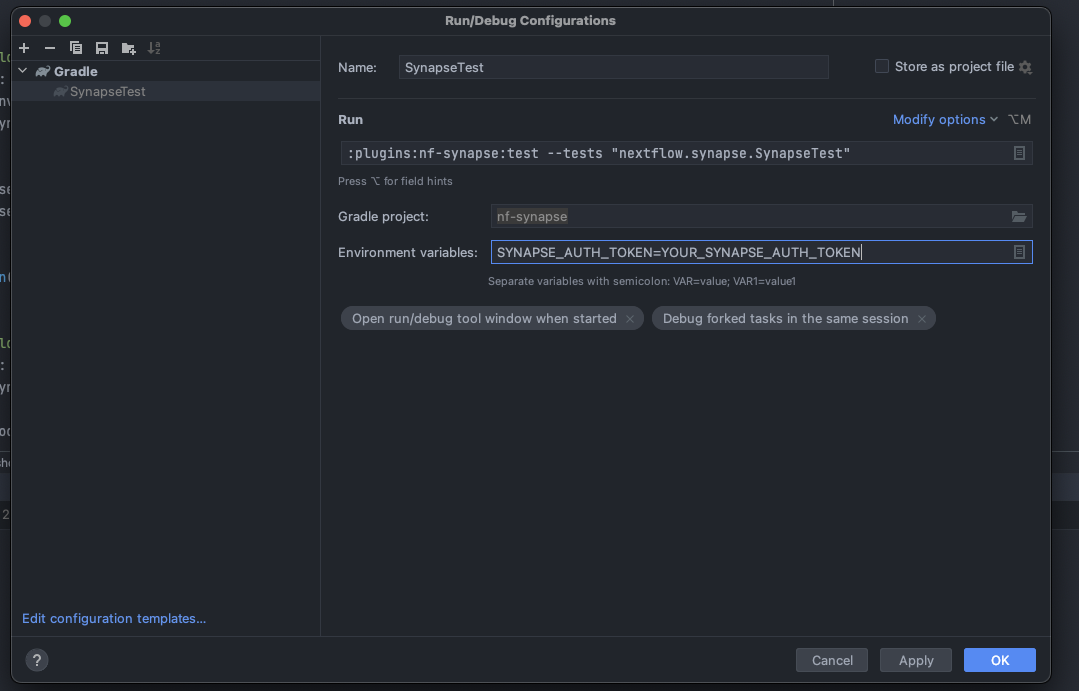 Run/Debug Configurations
Gradle
SynapseTest
Name: SynapseTest
Store as project file
Run
Modify options ⌥M
:plugins:nf-synapse:test --tests "nextflow.synapse.SynapseTest"
Press ⌥ for field hints
Gradle project: nf-synapse
Environment variables: SYNAPSE_AUTH_TOKEN=YOUR_SYNAPSE_AUTH_TOKEN
Separate variables with semicolon: VAR=value; VAR1=value1
Open run/debug tool window when started ×
Debug forked tasks in the same session ×
Edit configuration templates...
?
Cancel
Apply
OK